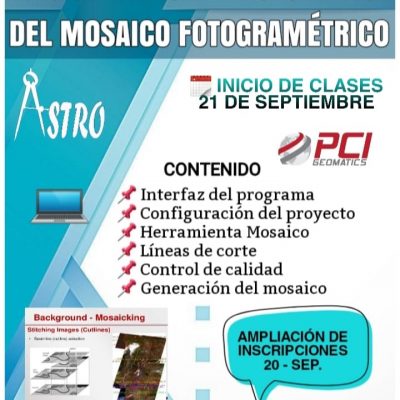 DEL MOSAICO FOTOGRAMÉTRICO
INICIO DE CLASES
21 DE SEPTIEMBRE
ASTRO
PCI
GEOMATICS
CONTENIDO
Interfaz del programa
Configuración del proyecto
Herramienta Mosaico
Líneas de corte
Control de calidad
Generación del mosaico
Background - Mosaicking
Stitching Images (Cutlines)
AMPLIACIÓN DE
INSCRIPCIONES
20 - SEP.